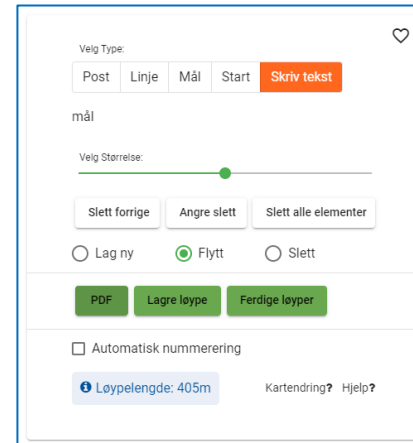 Velg Type:
Post Linje Mål Start Skriv tekst
mål
Velg Størrelse:
Slett forrige Angre slett Slett alle elementer
Lag ny Flytt Slett
PDF Lagre løype Ferdige løyper
Automatisk nummerering
Løypelengde: 405m Kartendring? Hjelp?